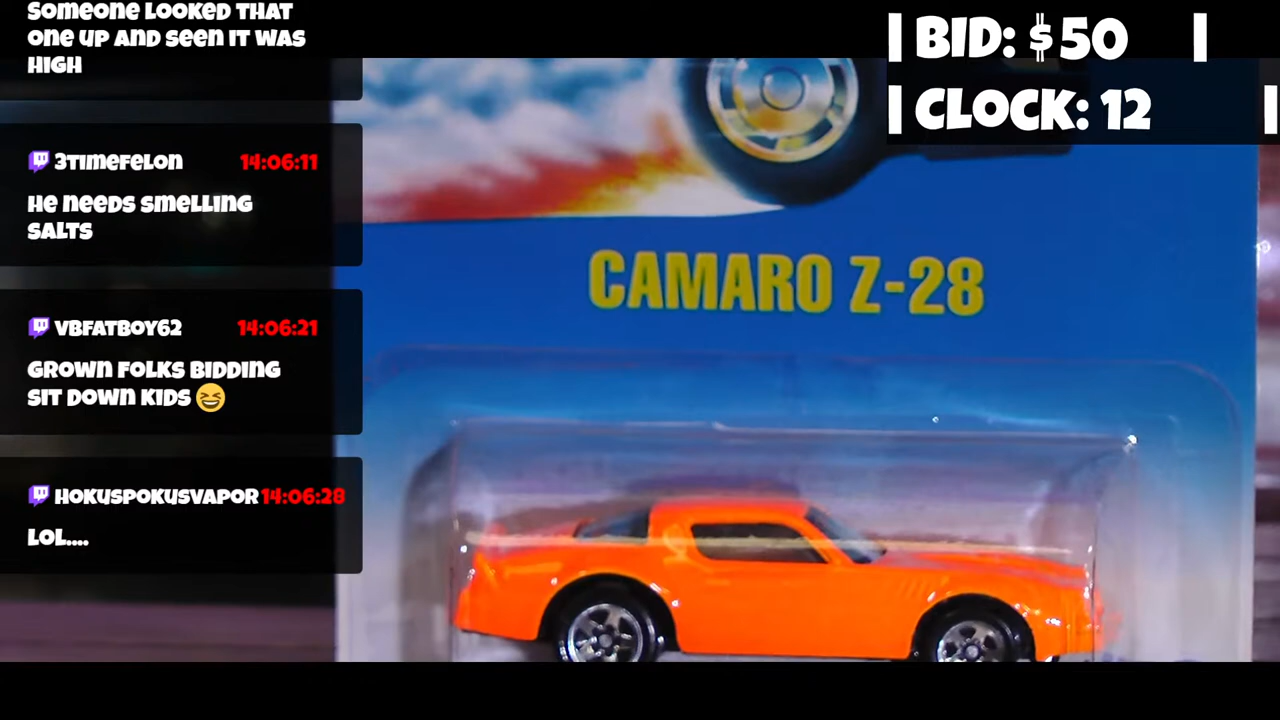 SOMEONE LOOKED THAT
ONE UP AND SEEN IT WAS
HIGH
3TIMEFELON 14:06:11
HE NEEDS SMELLING
SALTS
VBFATBOY62 14:06:21
GROWN FOLKS BIDDING
SIT DOWN KIDS 😆
HOKUSPOKUSVAPOR 14:06:28
LOL....
| BID: $50 |
| CLOCK: 12 |
CAMARO Z-28